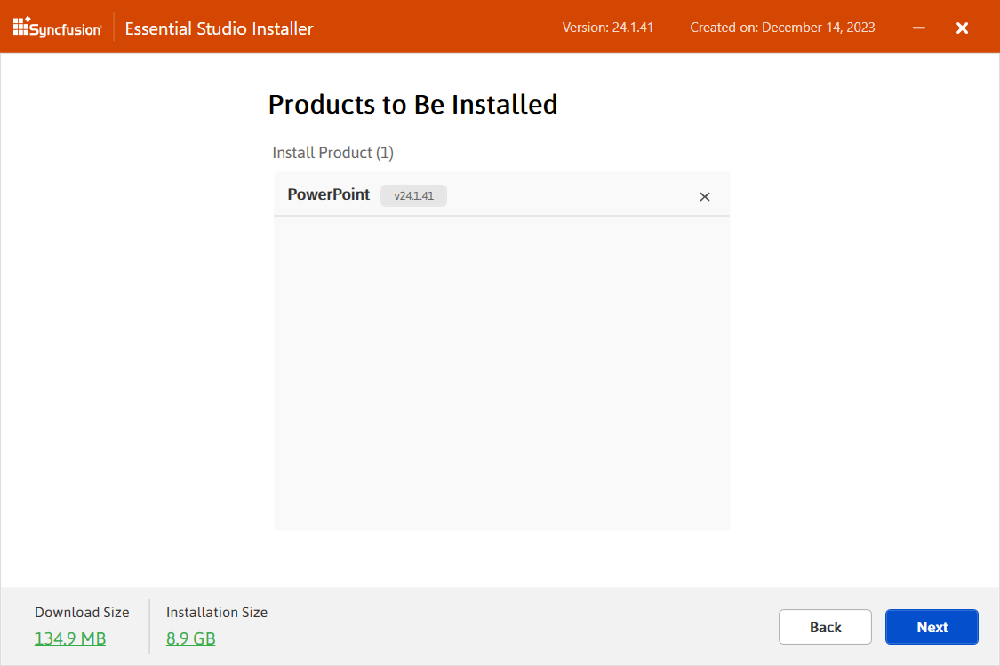 Syncfusion Essential Studio Installer Version: 24.1.41 Created on: December 14, 2023
Products to Be Installed
Install Product (1)
PowerPoint v24.1.41
Download Size Installation Size
134.9 MB 8.9 GB
Back Next